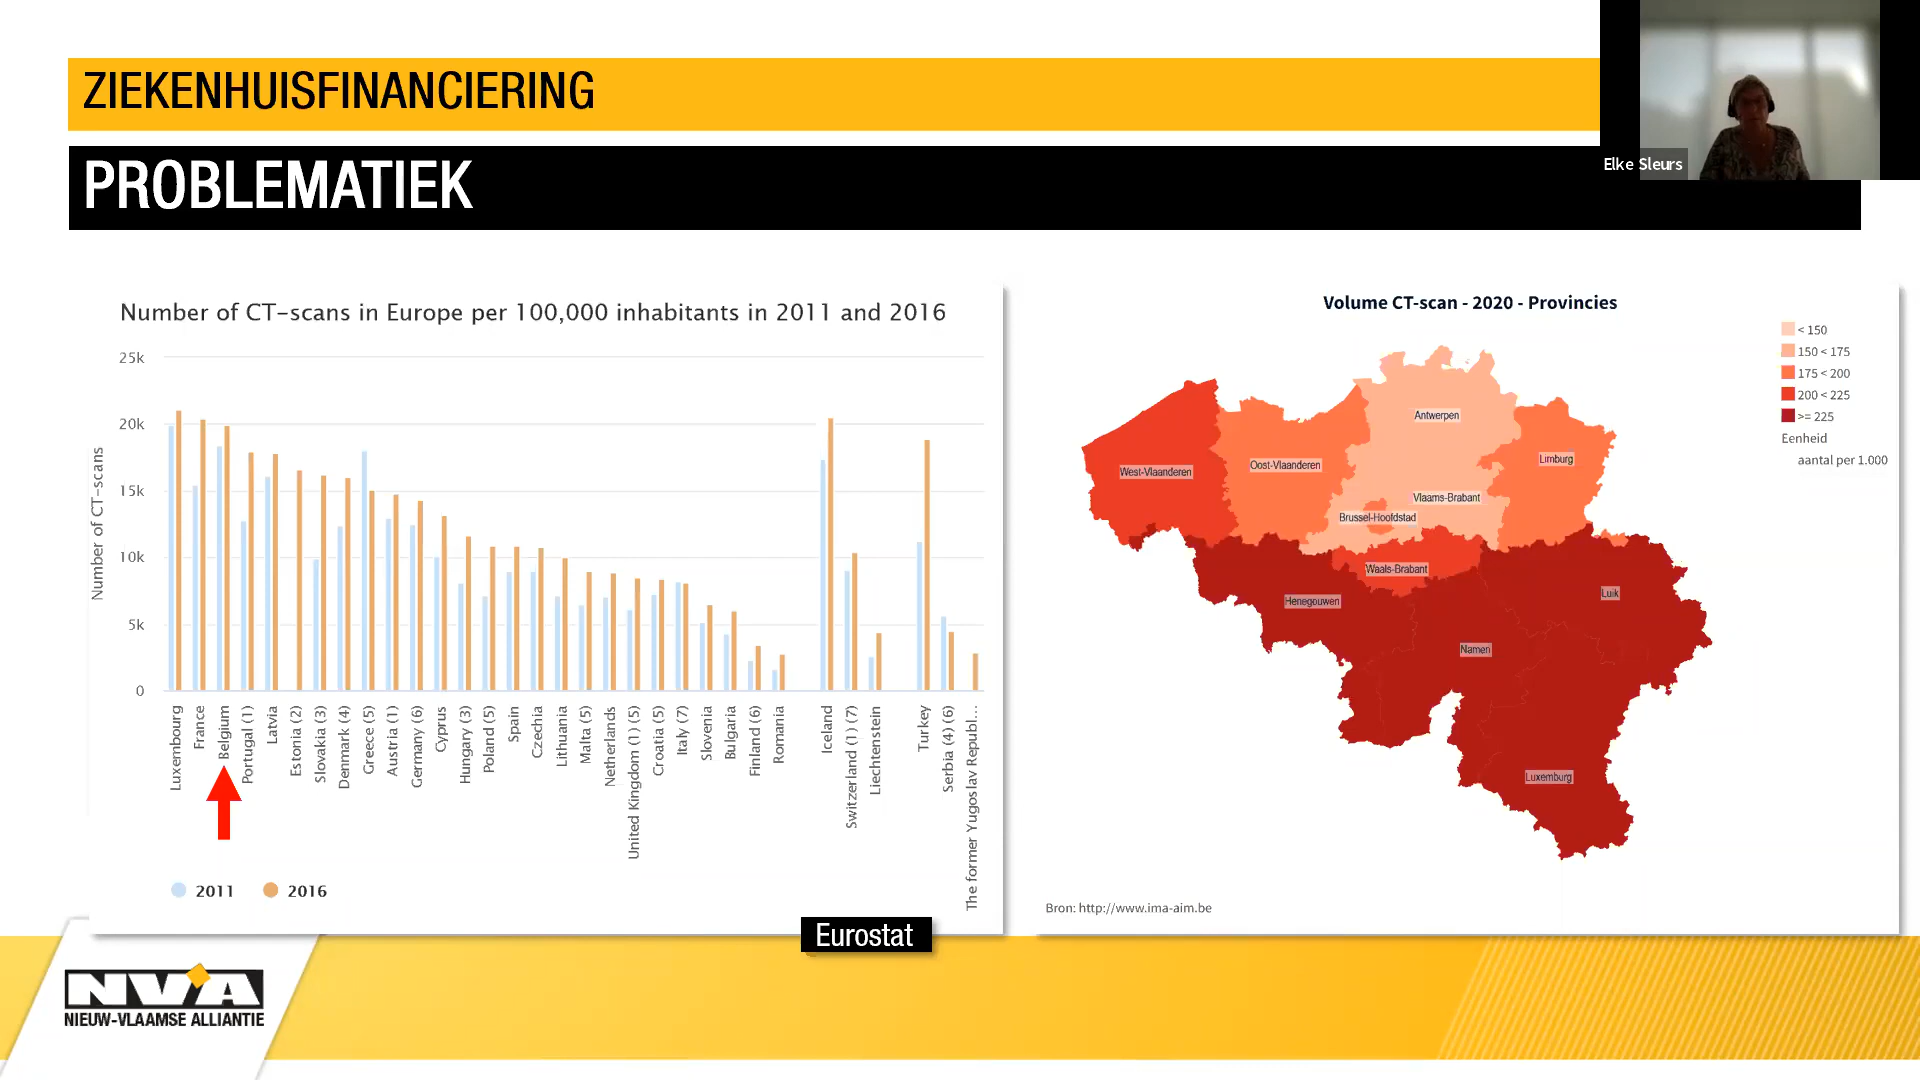 ZIEKENHUISFINANCIERING
Elke Sleurs
PROBLEMATIEK
Number of CT-scans in Europe per 100,000 inhabitants in 2011 and 2016
Number of CT-scans
25k
20k
15k
10k
5k
0
Luxembourg
France
Belgium
Portugal (1)
Latvia
Estonia (2)
Slovakia (3)
Denmark (4)
Greece (5)
Austria (1)
Germany (6)
Cyprus
Hungary (3)
Poland (5)
Spain
Czechia
Lithuania
Malta (5)
Netherlands
United Kingdom (1) (5)
Croatia (5)
Italy (7)
Slovenia
Bulgaria
Finland (6)
Romania
Iceland
Switzerland (1) (7)
Liechtenstein
Turkey
Serbia (4) (6)
The former Yugoslav Republ...
2011
2016
Eurostat
Volume CT-scan - 2020 - Provincies
< 150
150 < 175
175 < 200
200 < 225
>= 225
Eenheid
aantal per 1.000
Antwerpen
West-Vlaanderen
Oost-Vlaanderen
Limburg
Vlaams-Brabant
Brussel-Hoofdstad
Waals-Brabant
Henegouwen
Luik
Namen
Luxemburg
Bron: http://www.ima-aim.be
NVA
NIEUW-VLAAMSE ALLIANTIE